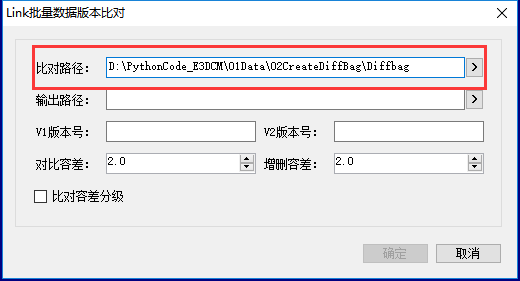 Link批量数据版本比对
比对路径： D:\PythonCode_E3DCM\01Data\02CreateDiffBag\Diffbag >
输出路径： >
V1版本号： V2版本号：
对比容差： 2.0 增删容差： 2.0
比对容差分级
确定 取消